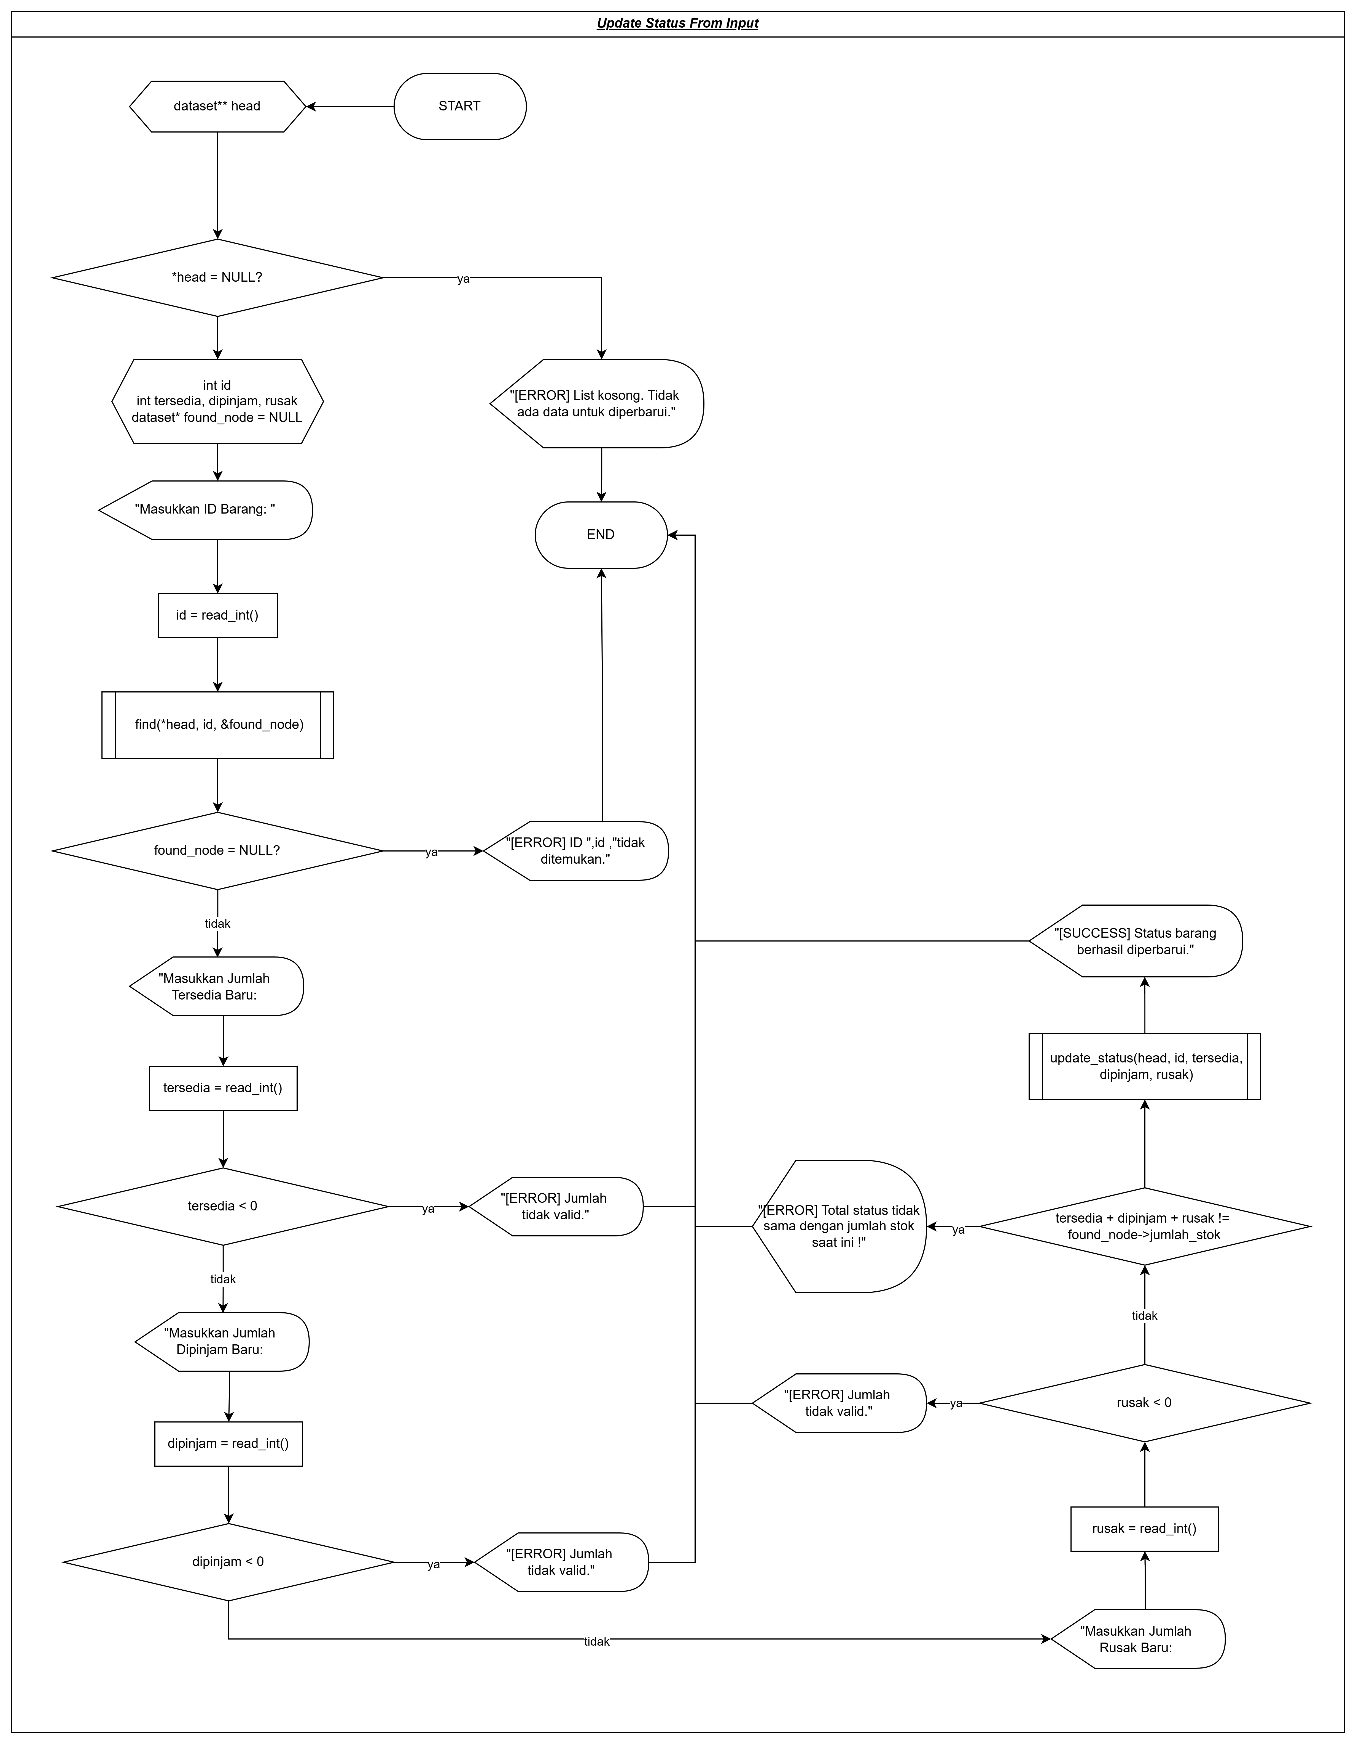 Update Status From Input
START
dataset** head
*head = NULL?
ya
"[ERROR] List kosong. Tidak
ada data untuk diperbarui."
int id
int tersedia, dipinjam, rusak
dataset* found_node = NULL
"Masukkan ID Barang: "
END
id = read_int()
find(*head, id, &found_node)
found_node = NULL?
ya
"[ERROR] ID ",id ,"tidak
ditemukan."
tidak
"Masukkan Jumlah
Tersedia Baru:
tersedia = read_int()
tersedia < 0
ya
"[ERROR] Jumlah
tidak valid."
tidak
"Masukkan Jumlah
Dipinjam Baru:
dipinjam = read_int()
dipinjam < 0
ya
"[ERROR] Jumlah
tidak valid."
tidak
"Masukkan Jumlah
Rusak Baru:
rusak = read_int()
rusak < 0
ya
"[ERROR] Jumlah
tidak valid."
tidak
tersedia + dipinjam + rusak !=
found_node->jumlah_stok
ya
"[ERROR] Total status tidak
sama dengan jumlah stok
saat ini !"
update_status(head, id, tersedia,
dipinjam, rusak)
"[SUCCESS] Status barang
berhasil diperbarui."